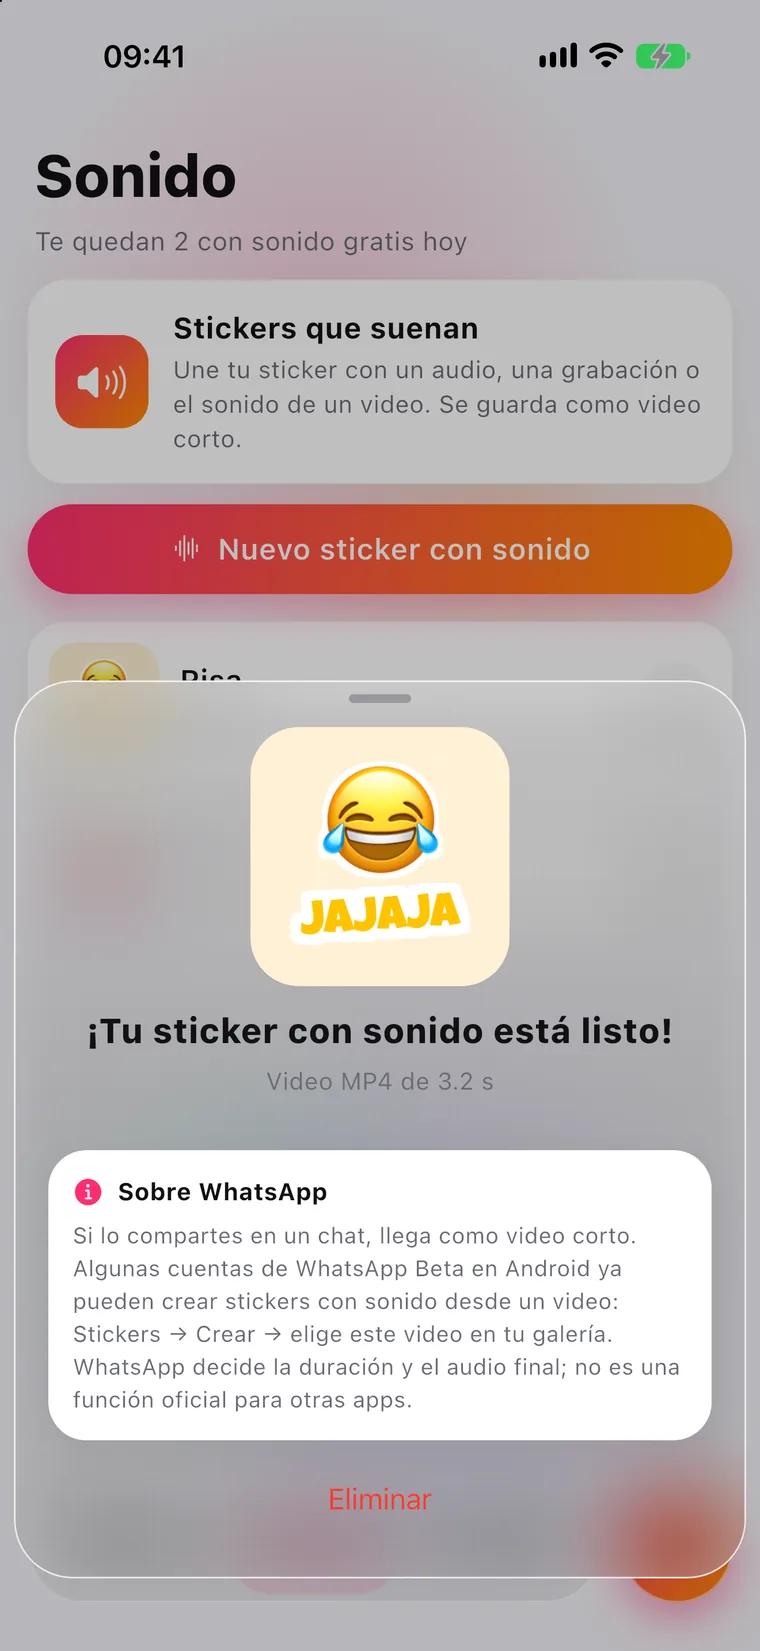 09:41
Sonido
Te quedan 2 con sonido gratis hoy
Stickers que suenan
Une tu sticker con un audio, una grabación o
el sonido de un video. Se guarda como video
corto.
Nuevo sticker con sonido
Risa
JAJAJA
¡Tu sticker con sonido está listo!
Video MP4 de 3.2 s
Sobre WhatsApp
Si lo compartes en un chat, llega como video corto.
Algunas cuentas de WhatsApp Beta en Android ya
pueden crear stickers con sonido desde un video:
Stickers → Crear → elige este video en tu galería.
WhatsApp decide la duración y el audio final; no es una
función oficial para otras apps.
Eliminar